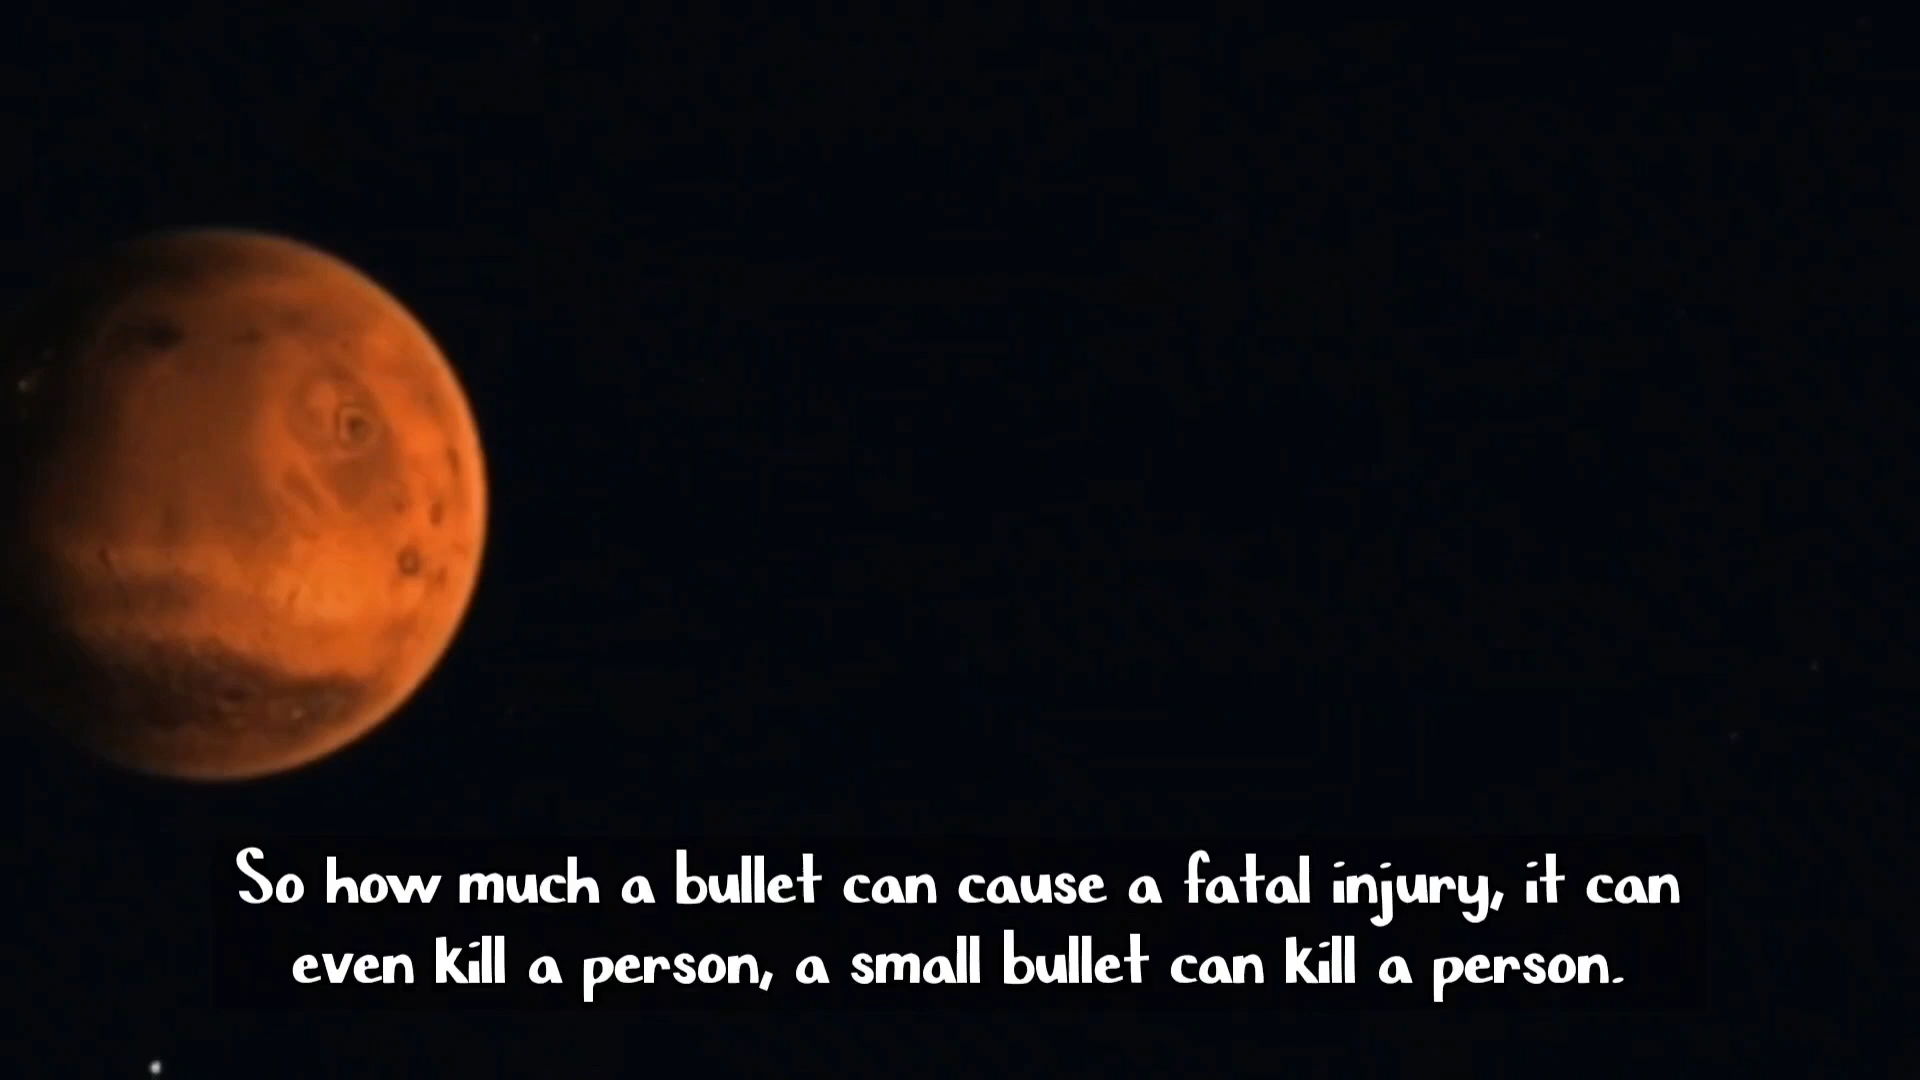 So how much a bullet can cause a fatal injury, it can
even kill a person, a small bullet can kill a person.